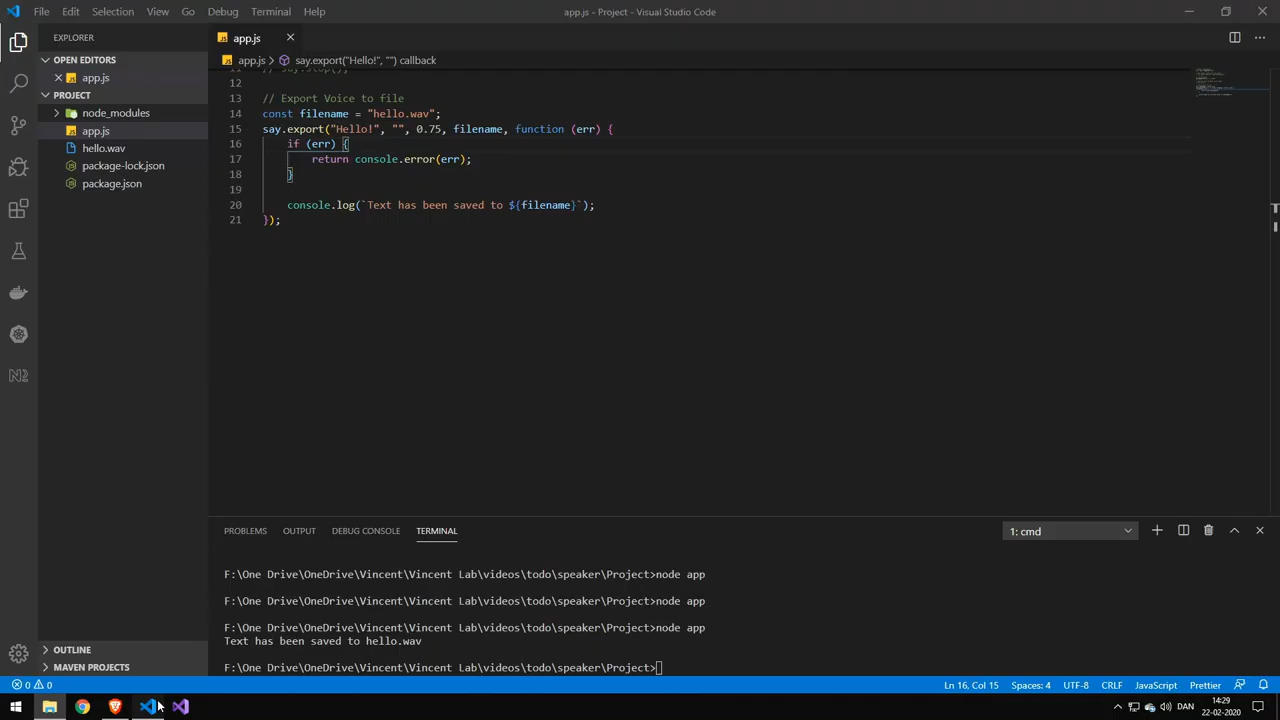 File Edit Selection View Go Debug Terminal Help
app.js - Project - Visual Studio Code
EXPLORER
OPEN EDITORS
app.js
PROJECT
node_modules
app.js
hello.wav
package-lock.json
package.json
OUTLINE
MAVEN PROJECTS
app.js
app.js > say.export("Hello!", "") callback
11 // say.stop();
12
13 // Export Voice to file
14 const filename = "hello.wav";
15 say.export("Hello!", "", 0.75, filename, function (err) {
16 if (err) {
17 return console.error(err);
18 }
19
20 console.log(`Text has been saved to ${filename}`);
21 });
PROBLEMS OUTPUT DEBUG CONSOLE TERMINAL
1: cmd
F:\One Drive\OneDrive\Vincent\Vincent Lab\videos\todo\speaker\Project>node app
F:\One Drive\OneDrive\Vincent\Vincent Lab\videos\todo\speaker\Project>node app
F:\One Drive\OneDrive\Vincent\Vincent Lab\videos\todo\speaker\Project>node app
Text has been saved to hello.wav
F:\One Drive\OneDrive\Vincent\Vincent Lab\videos\todo\speaker\Project>
0 0
Ln 16, Col 15 Spaces: 4 UTF-8 CRLF JavaScript Prettier
DAN
14:29
22-02-2020